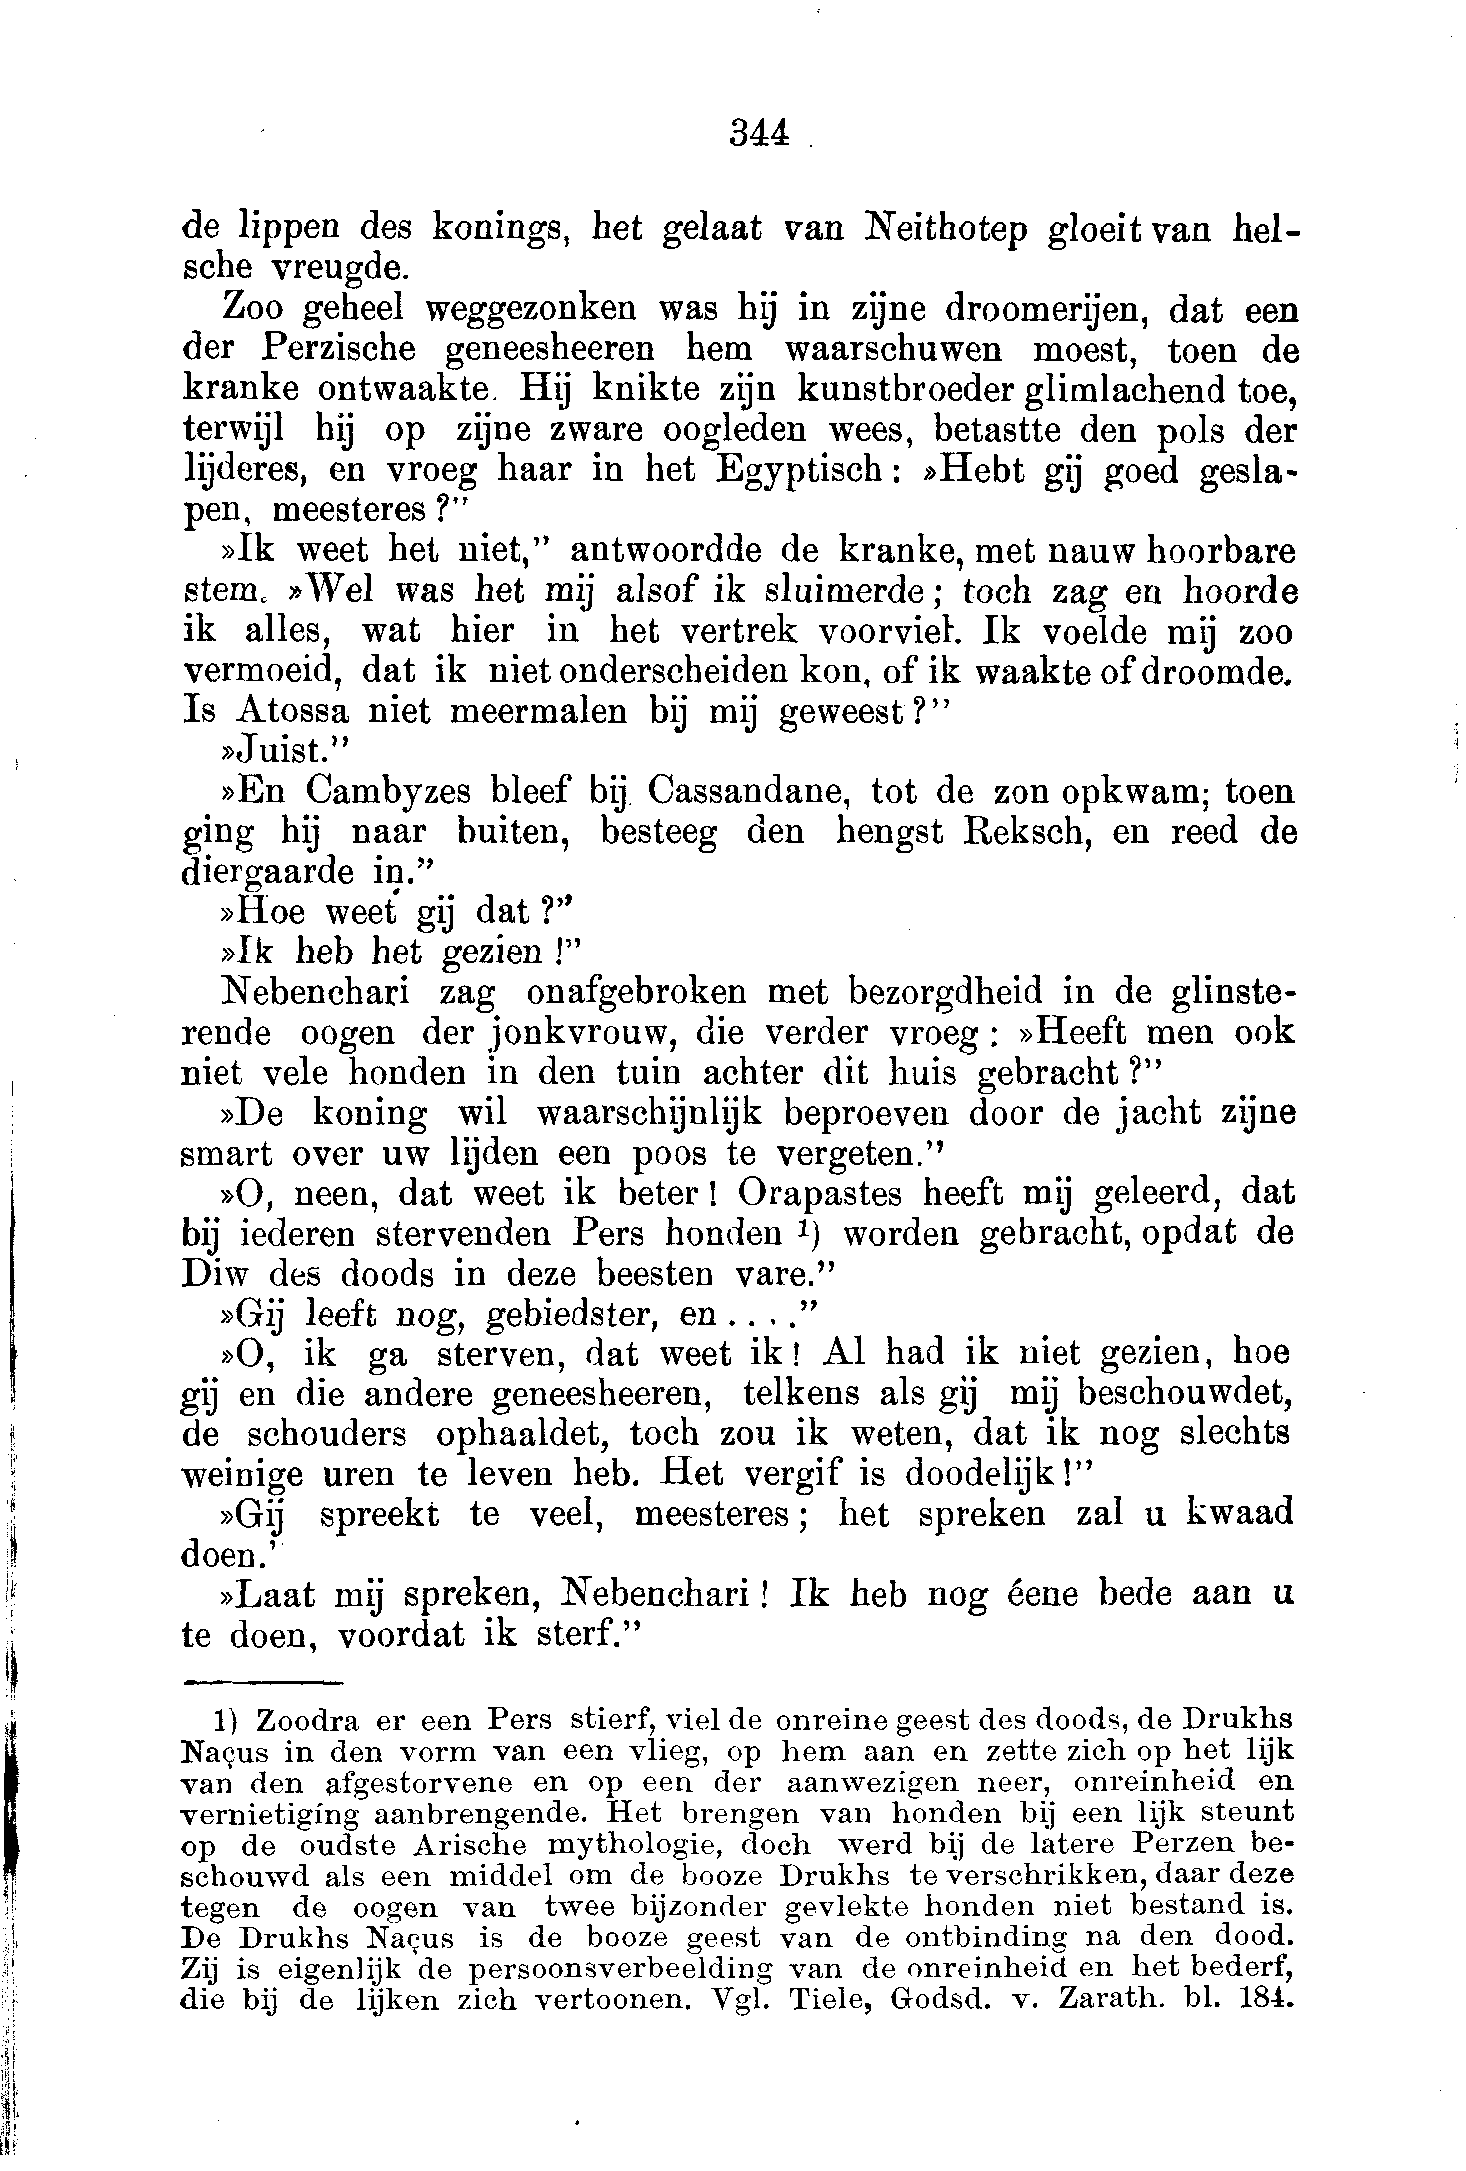 344
de lippen des konings, het gelaat van Neithotep gloeit van hel-
sche vreugde.
Zoo geheel weggezonken was hij in zijne droomerijen, dat een
der Perzische geneesheeren hem waarschuwen moest, toen de
kranke ontwaakte. Hij knikte zijn kunstbroeder glimlachend toe,
terwijl hij op zijne zware oogleden wees, betastte den pols der
lijderes, en vroeg haar in het Egyptisch: »Hebt gij goed gesla-
pen, meesteres?"
»Ik weet het niet," antwoordde de kranke, met nauw hoorbare
stem. »Wel was het mij alsof ik sluimerde; toch zag en hoorde
ik alles, wat hier in het vertrek voorviel. Ik voelde mij zoo
vermoeid, dat ik niet onderscheiden kon, of ik waakte of droomde.
Is Atossa niet meermalen bij mij geweest?"
»Juist."
»En Cambyzes bleef bij Cassandane, tot de zon opkwam; toen
ging hij naar buiten, besteeg den hengst Reksch, en reed de
diergaarde in."
»Hoe weet gij dat?"
»Ik heb het gezien!"
Nebenchari zag onafgebroken met bezorgdheid in de glinste-
rende oogen der jonkvrouw, die verder vroeg: »Heeft men ook
niet vele honden in den tuin achter dit huis gebracht?"
»De koning wil waarschijnlijk beproeven door de jacht zijne
smart over uw lijden een poos te vergeten."
»O, neen, dat weet ik beter! Orapastes heeft mij geleerd, dat
bij iederen stervenden Pers honden 1) worden gebracht, opdat de
Diw des doods in deze beesten vare."
»Gij leeft nog, gebiedster, en...."
»O, ik ga sterven, dat weet ik! Al had ik niet gezien, hoe
gij en die andere geneesheeren, telkens als gij mij beschouwdet,
de schouders ophaaldet, toch zou ik weten, dat ik nog slechts
weinige uren te leven heb. Het vergif is doodelijk!"
»Gij spreekt te veel, meesteres; het spreken zal u kwaad
doen.'
»Laat mij spreken, Nebenchari! Ik heb nog éene bede aan u
te doen, voordat ik sterf."
1) Zoodra er een Pers stierf, viel de onreine geest des doods, de Drukhs
Naçus in den vorm van een vlieg, op hem aan en zette zich op het lijk
van den afgestorvene en op een der aanwezigen neer, onreinheid en
vernietiging aanbrengende. Het brengen van honden bij een lijk steunt
op de oudste Arische mythologie, doch werd bij de latere Perzen be-
schouwd als een middel om de booze Drukhs te verschrikken, daar deze
tegen de oogen van twee bijzonder gevlekte honden niet bestand is.
De Drukhs Naçus is de booze geest van de ontbinding na den dood.
Zij is eigenlijk de persoonsverbeelding van de onreinheid en het bederf,
die bij de lijken zich vertoonen. Vgl. Tiele, Godsd. v. Zarath. bl. 184.